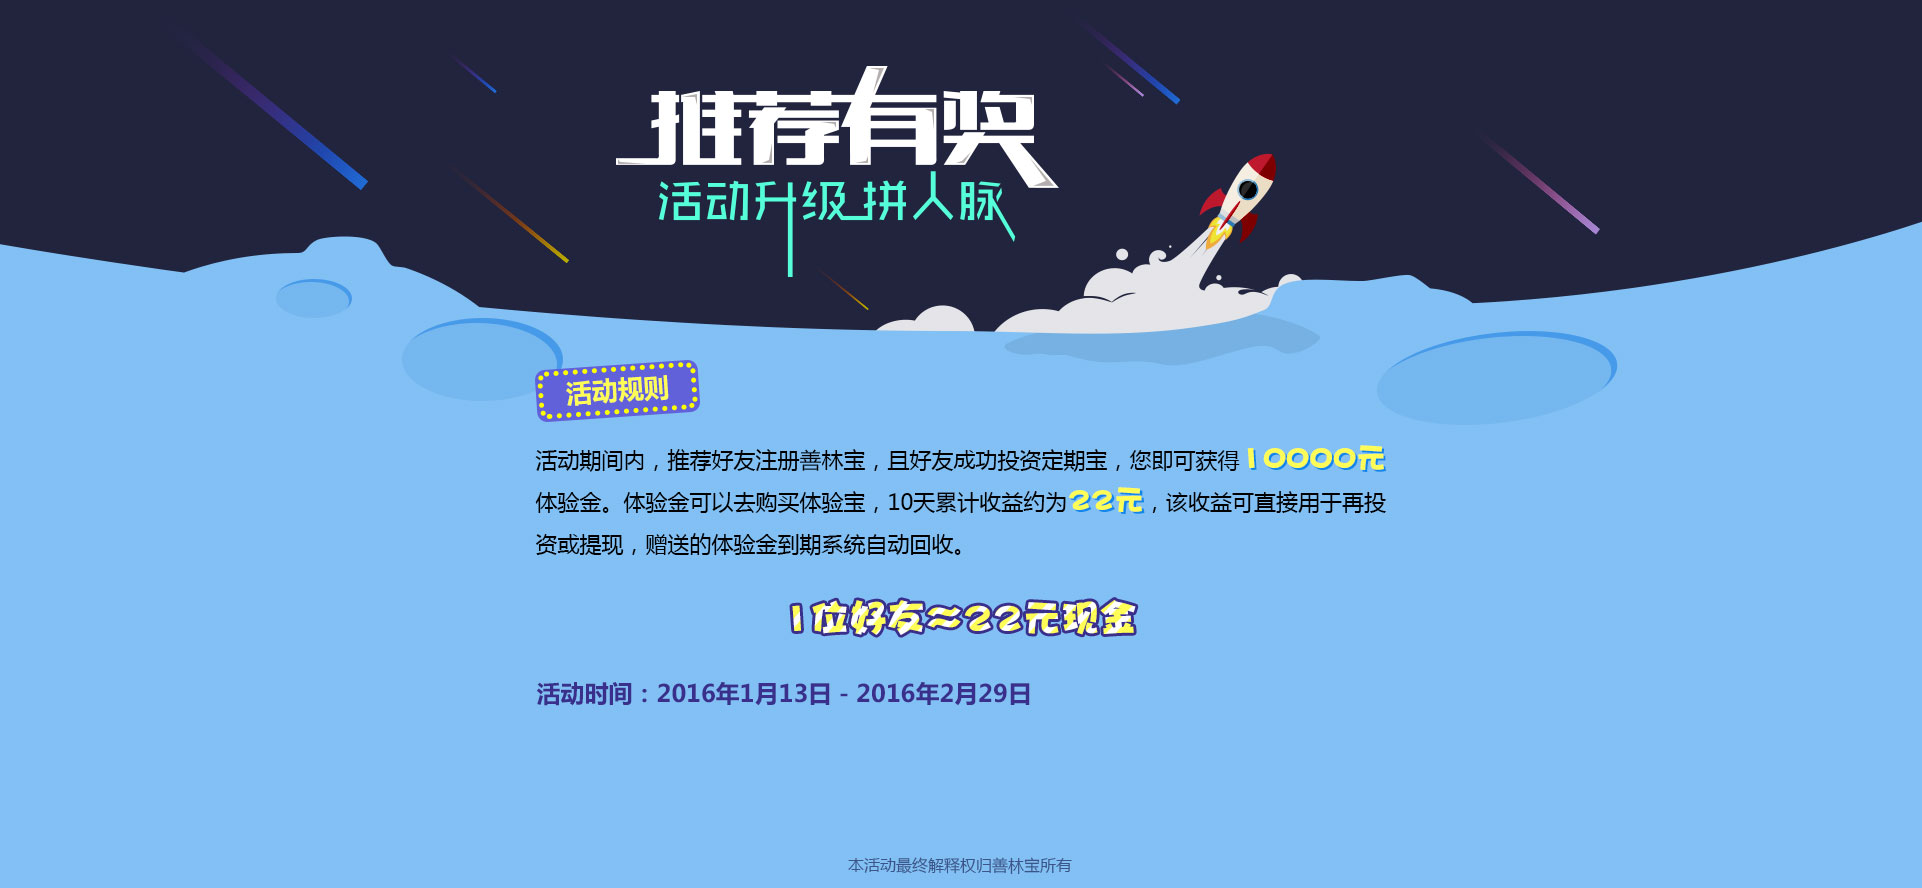 推荐有奖
活动升级 拼人脉
活动规则
活动期间内，推荐好友注册善林宝，且好友成功投资定期宝，您即可获得10000元
体验金。体验金可以去购买体验宝，10天累计收益约为22元，该收益可直接用于再投
资或提现，赠送的体验金到期系统自动回收。
1位好友≈22元现金
活动时间：2016年1月13日 - 2016年2月29日
本活动最终解释权归善林宝所有